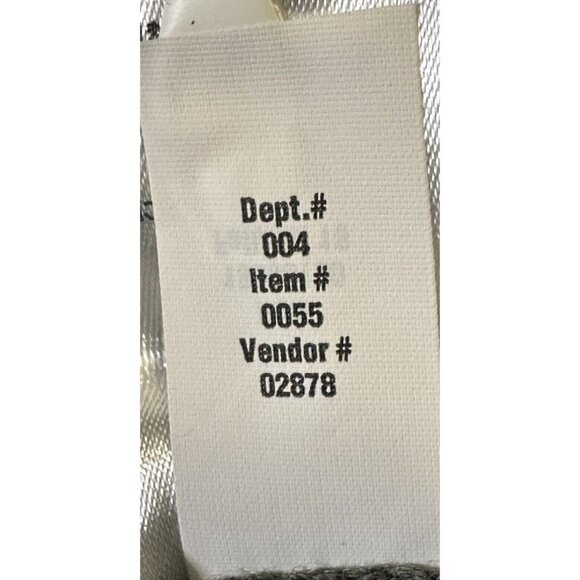 Dept.#
004
Item #
0055
Vendor #
02878